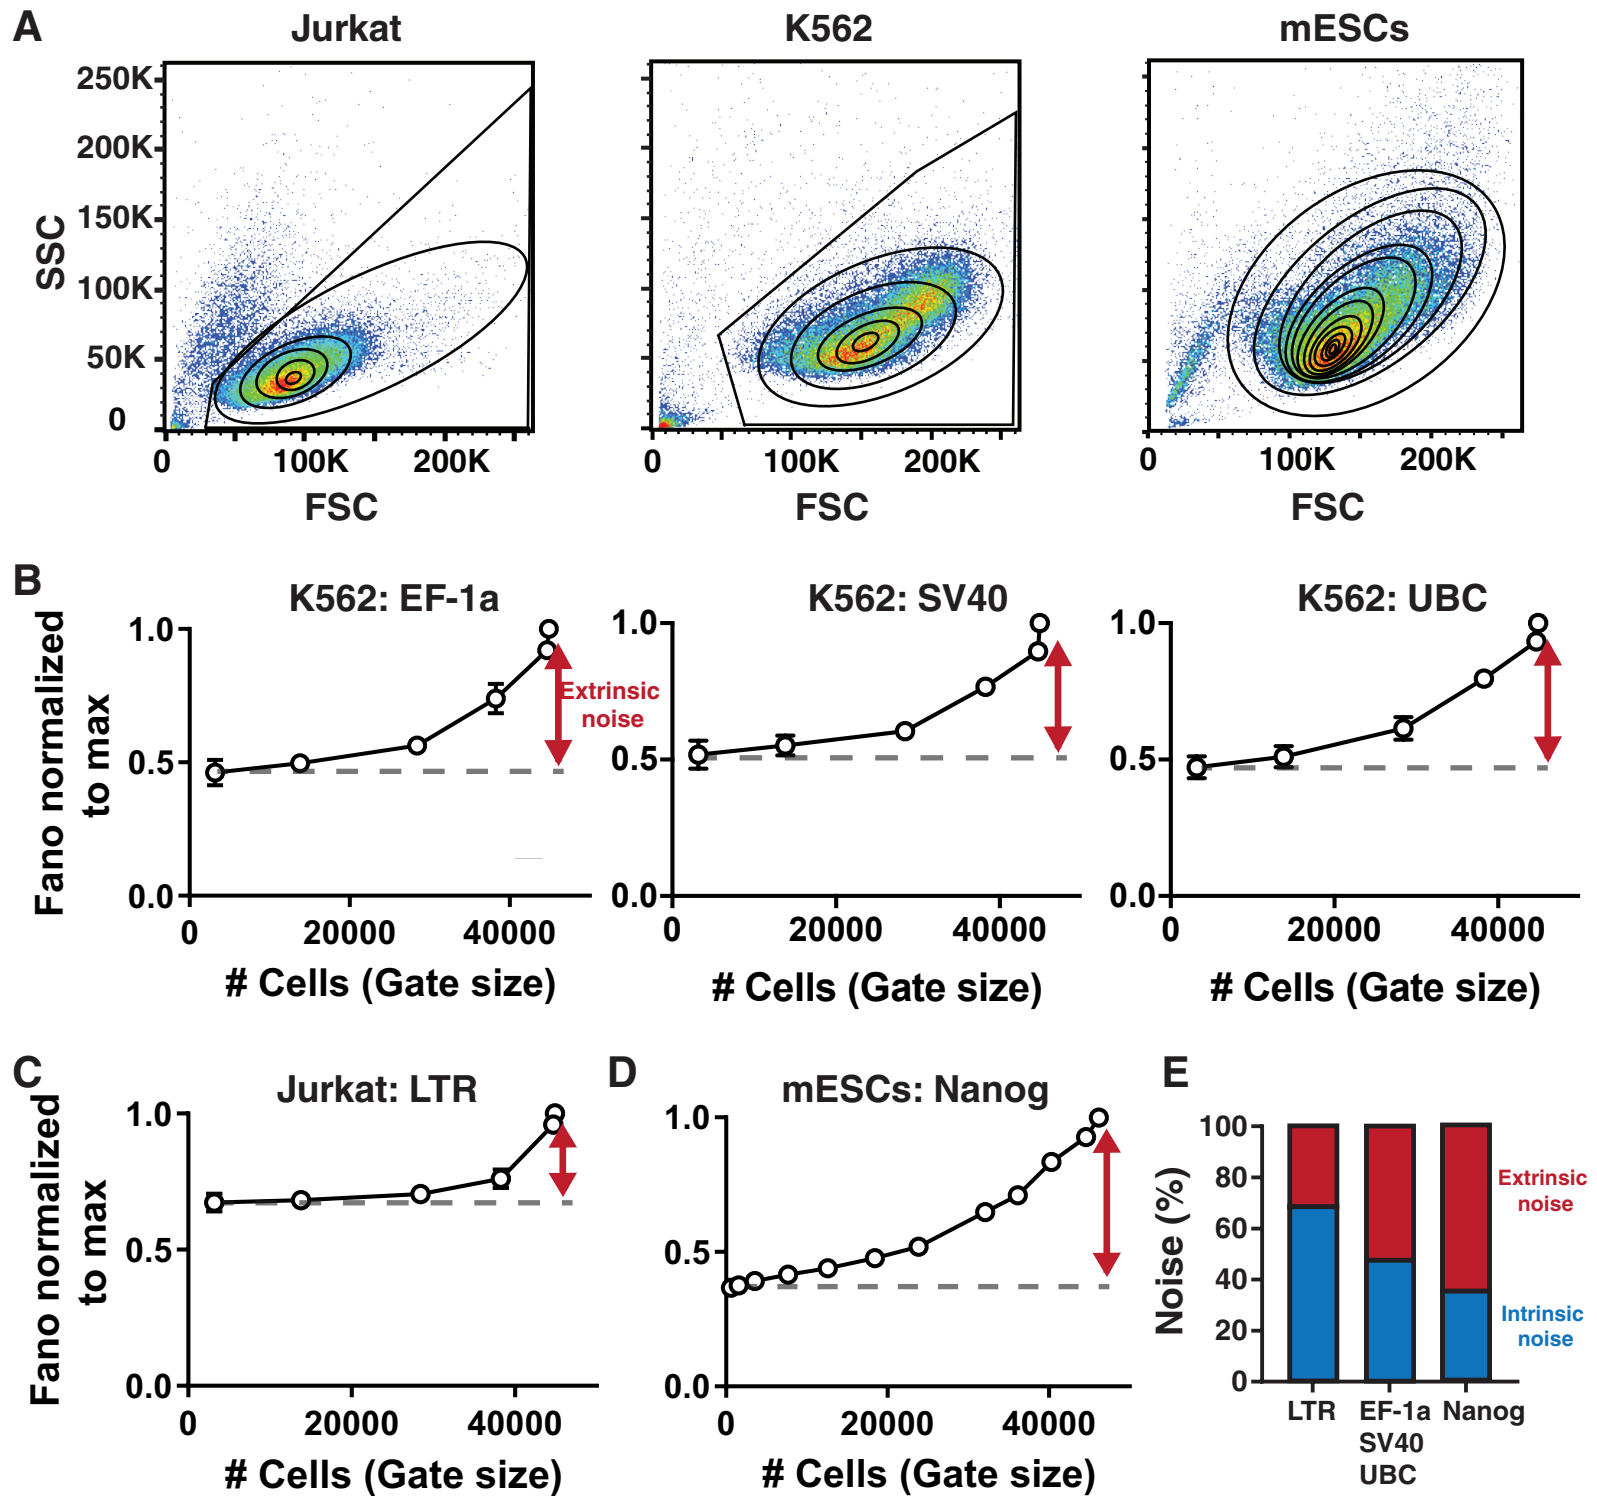 A
Jurkat
K562
mESCs
SSC
250K
200K
150K
100K
50K
0
0 100K 200K
FSC
0 100K 200K
FSC
0 100K 200K
FSC
B
Fano normalized
to max
K562: EF-1a
1.0
0.5
0.0
Extrinsic
noise
0 20000 40000
# Cells (Gate size)
K562: SV40
1.0
0.5
0.0
0 20000 40000
# Cells (Gate size)
K562: UBC
1.0
0.5
0.0
0 20000 40000
# Cells (Gate size)
C
Fano normalized
to max
Jurkat: LTR
1.0
0.5
0.0
0 20000 40000
# Cells (Gate size)
D
mESCs: Nanog
1.0
0.5
0.0
0 20000 40000
# Cells (Gate size)
E
Noise (%)
100
80
60
40
20
0
Extrinsic
noise
Intrinsic
noise
LTR EF-1a Nanog
SV40
UBC